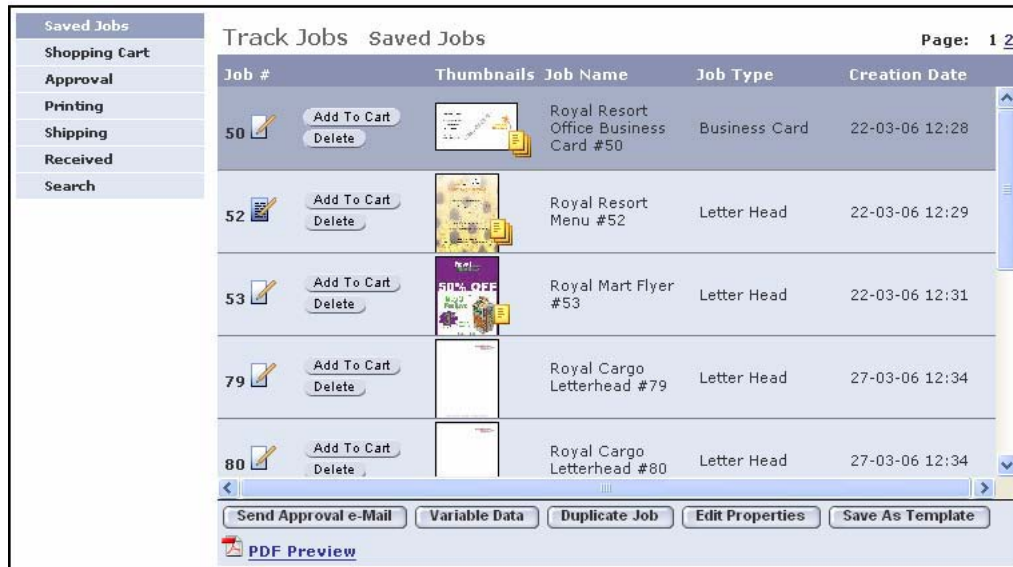 Saved Jobs
Shopping Cart
Approval
Printing
Shipping
Received
Search
Track Jobs Saved Jobs
Page: 1 2
Job # Thumbnails Job Name Job Type Creation Date
50 Add To Cart Delete Royal Resort Office Business Card #50 Business Card 22-03-06 12:28
52 Add To Cart Delete Royal Resort Menu #52 Letter Head 22-03-06 12:29
53 Add To Cart Delete 50% OFF Royal Mart Flyer #53 Letter Head 22-03-06 12:31
79 Add To Cart Delete Royal Cargo Letterhead #79 Letter Head 27-03-06 12:34
80 Add To Cart Delete Royal Cargo Letterhead #80 Letter Head 27-03-06 12:34
Send Approval e-Mail Variable Data Duplicate Job Edit Properties Save As Template
PDF Preview